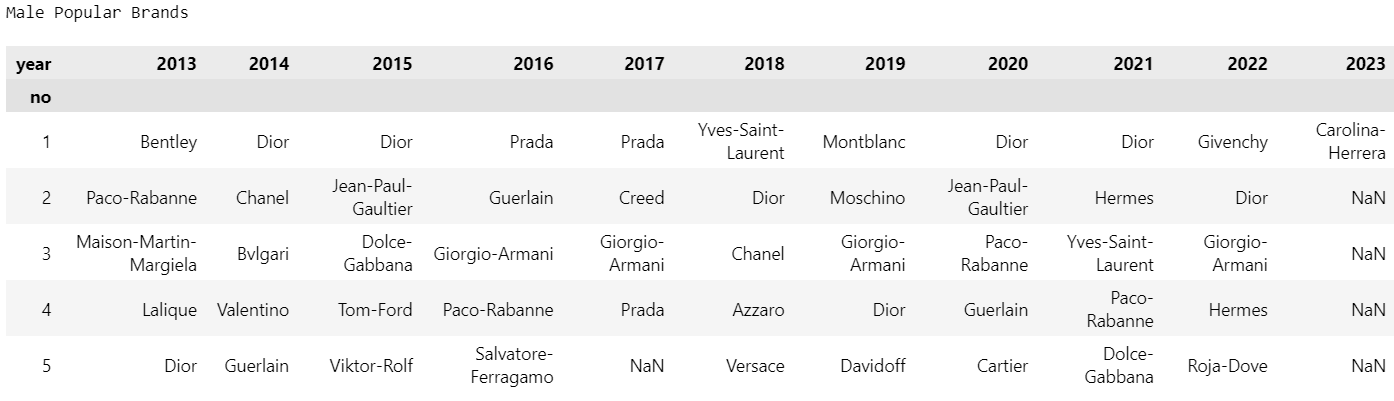 Male Popular Brands
year 2013 2014 2015 2016 2017 2018 2019 2020 2021 2022 2023
no
1 Bentley Dior Dior Prada Prada Yves-Saint-Laurent Montblanc Dior Dior Givenchy Carolina-Herrera
2 Paco-Rabanne Chanel Jean-Paul-Gaultier Guerlain Creed Dior Moschino Jean-Paul-Gaultier Hermes Dior NaN
3 Maison-Martin-Margiela Bvlgari Dolce-Gabbana Giorgio-Armani Giorgio-Armani Chanel Giorgio-Armani Paco-Rabanne Yves-Saint-Laurent Giorgio-Armani NaN
4 Lalique Valentino Tom-Ford Paco-Rabanne Prada Azzaro Dior Guerlain Paco-Rabanne Hermes NaN
5 Dior Guerlain Viktor-Rolf Salvatore-Ferragamo NaN Versace Davidoff Cartier Dolce-Gabbana Roja-Dove NaN